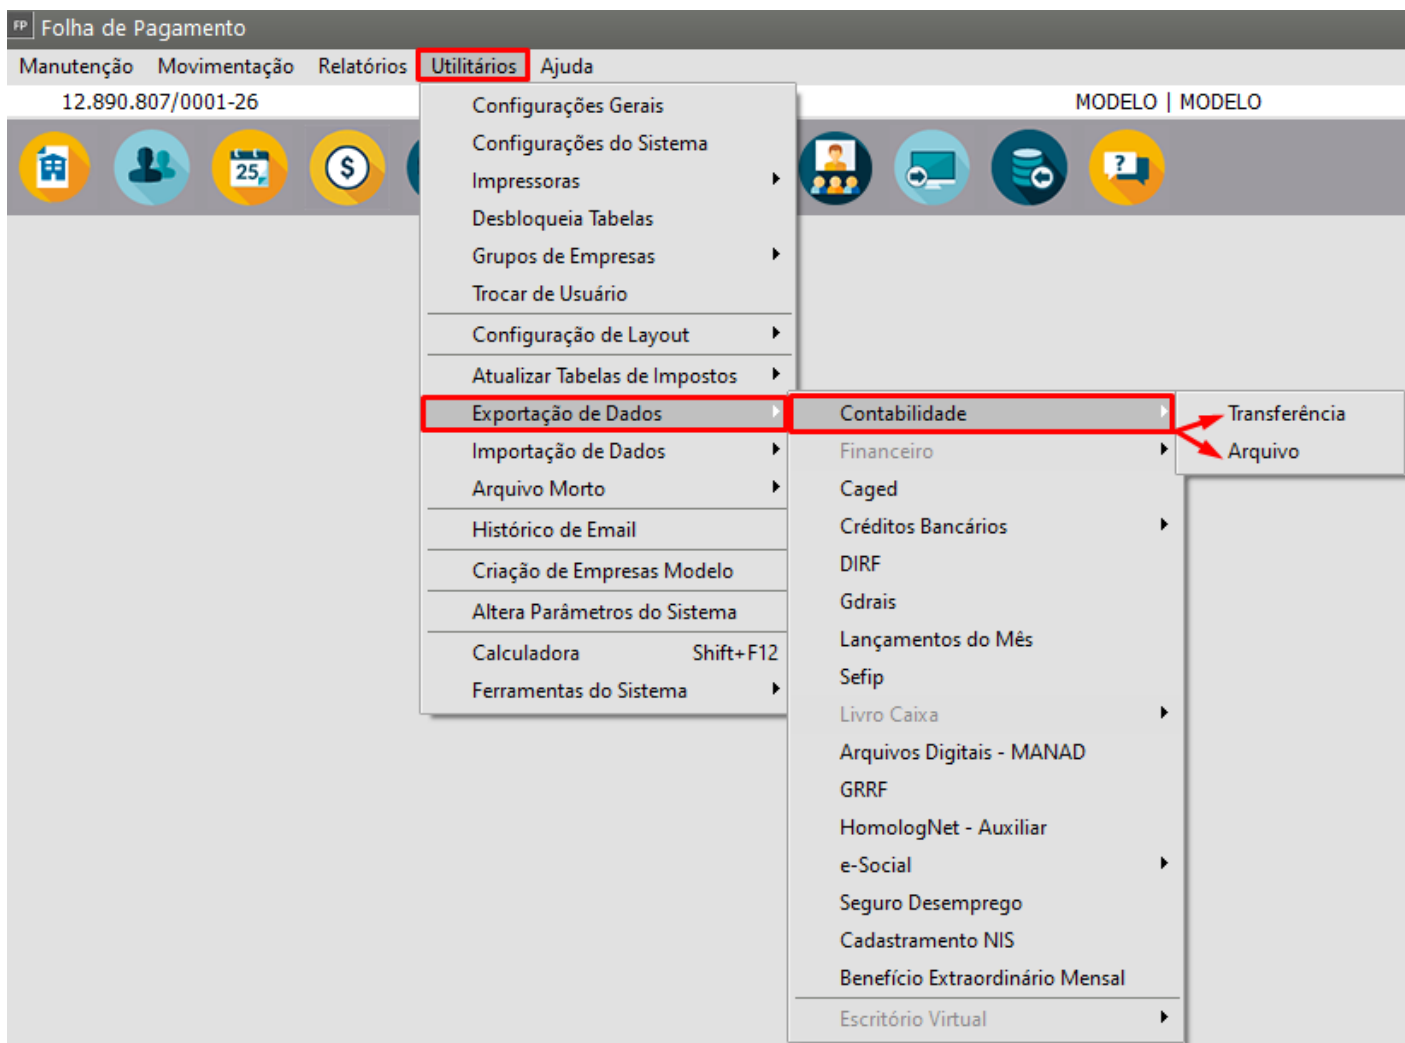 FP Folha de Pagamento
Manutenção Movimentação Relatórios Utilitários Ajuda
12.890.807/0001-26 MODELO | MODELO
25
$
?
Configurações Gerais
Configurações do Sistema
Impressoras
Desbloqueia Tabelas
Grupos de Empresas
Trocar de Usuário
Configuração de Layout
Atualizar Tabelas de Impostos
Exportação de Dados
Importação de Dados
Arquivo Morto
Histórico de Email
Criação de Empresas Modelo
Altera Parâmetros do Sistema
Calculadora Shift+F12
Ferramentas do Sistema
Contabilidade
Financeiro
Caged
Créditos Bancários
DIRF
Gdrais
Lançamentos do Mês
Sefip
Livro Caixa
Arquivos Digitais - MANAD
GRRF
HomologNet - Auxiliar
e-Social
Seguro Desemprego
Cadastramento NIS
Benefício Extraordinário Mensal
Escritório Virtual
Transferência
Arquivo